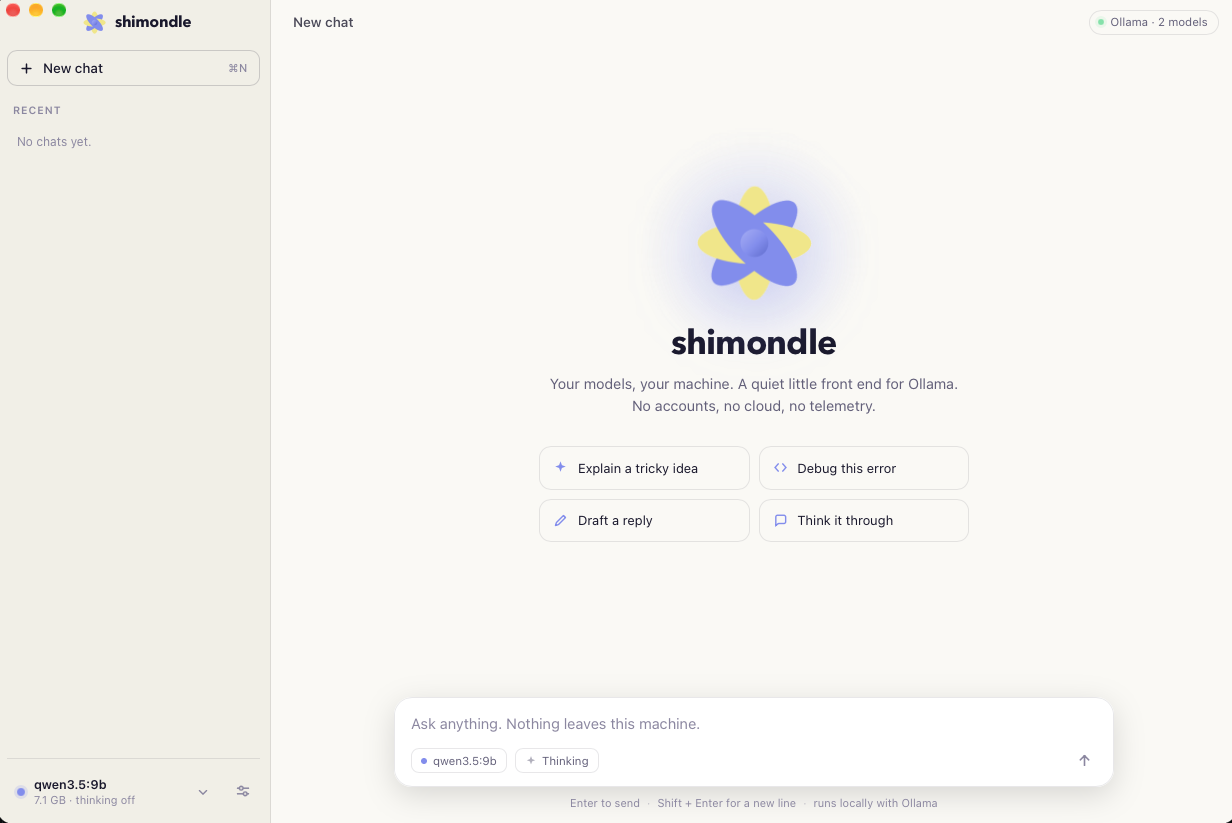 shimondle
New chat
Ollama · 2 models
New chat
⌘N
RECENT
No chats yet.
shimondle
Your models, your machine. A quiet little front end for Ollama.
No accounts, no cloud, no telemetry.
Explain a tricky idea
Debug this error
Draft a reply
Think it through
Ask anything. Nothing leaves this machine.
qwen3.5:9b
Thinking
qwen3.5:9b
7.1 GB · thinking off
Enter to send · Shift + Enter for a new line · runs locally with Ollama